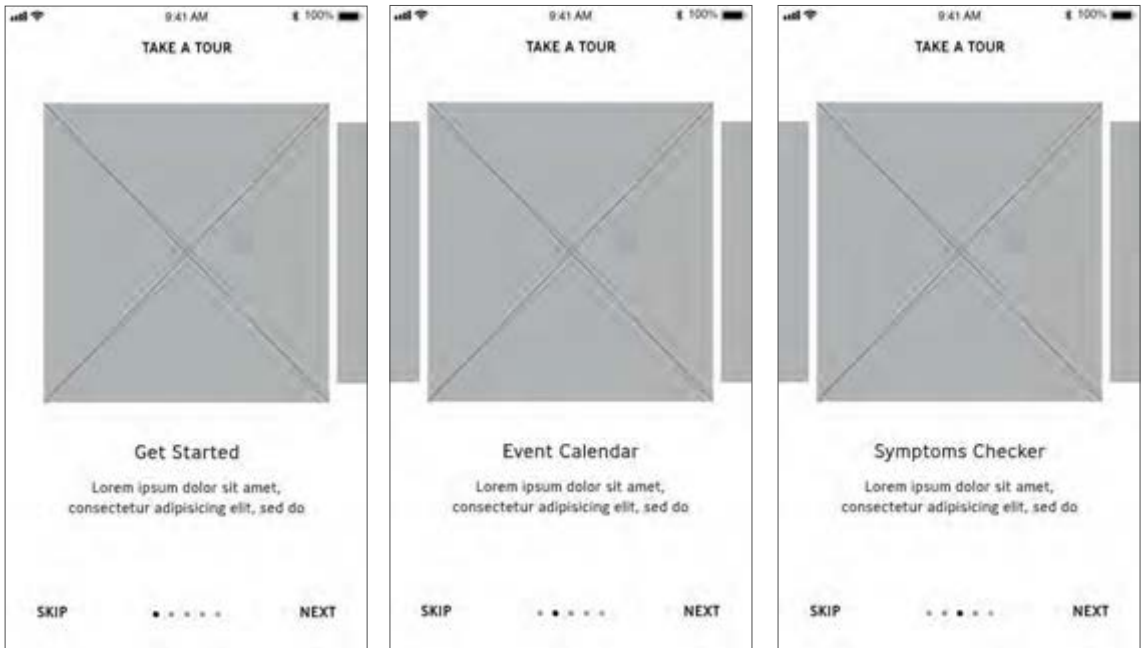 9:41 AM
100%
TAKE A TOUR
Get Started
Lorem ipsum dolor sit amet,
consectetur adipisicing elit, sed do
SKIP
NEXT
9:41 AM
100%
TAKE A TOUR
Event Calendar
Lorem ipsum dolor sit amet,
consectetur adipisicing elit, sed do
SKIP
NEXT
9:41 AM
100%
TAKE A TOUR
Symptoms Checker
Lorem ipsum dolor sit amet,
consectetur adipisicing elit, sed do
SKIP
NEXT